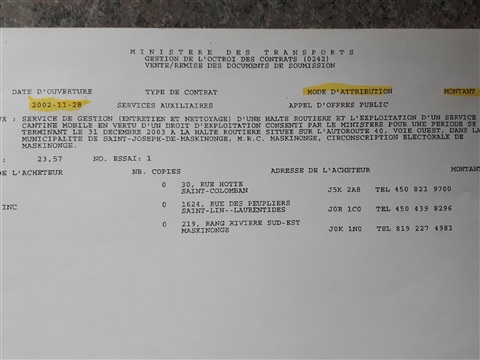 MINISTERE DES TRANSPORTS
GESTION DE L'OCTROI DES CONTRATS (0242)
VENTE/REMISE DES DOCUMENTS DE SOUMISSION
DATE D'OUVERTURE TYPE DE CONTRAT MODE D'ATTRIBUTION MONTANT
2002-11-28 SERVICES AUXILIAIRES APPEL D'OFFRES PUBLIC
UX : SERVICE DE GESTION (ENTRETIEN ET NETTOYAGE) D'UNE HALTE ROUTIERE ET L'EXPLOITATION D'UN SERVICE
CANTINE MOBILE EN VERTU D'UN DROIT D'EXPLOITATION CONSENTI PAR LE MINISTERE POUR UNE PERIODE SE
TERMINANT LE 31 DECEMBRE 2003 A LA HALTE ROUTIERE SITUEE SUR L'AUTOROUTE 40, VOIE OUEST, DANS LA
MUNICIPALITE DE SAINT-JOSEPH-DE-MASKINONGE, M.R.C. MASKINONGE, CIRCONSCRIPTION ELECTORALE DE
MASKINONGE.
: 23,57 NO. ESSAI: 1
DE L'ACHETEUR NB. COPIES ADRESSE DE L'ACHETEUR MONTAN
0 30, RUE HOTTE
SAINT-COLOMBAN J5K 2A8 TEL 450 821 9700
INC 0 1624, RUE DES PEUPLIERS
SAINT-LIN--LAURENTIDES J0R 1C0 TEL 450 439 8296
0 219, RANG RIVIERE SUD-EST
MASKINONGE J0K 1N0 TEL 819 227 4981